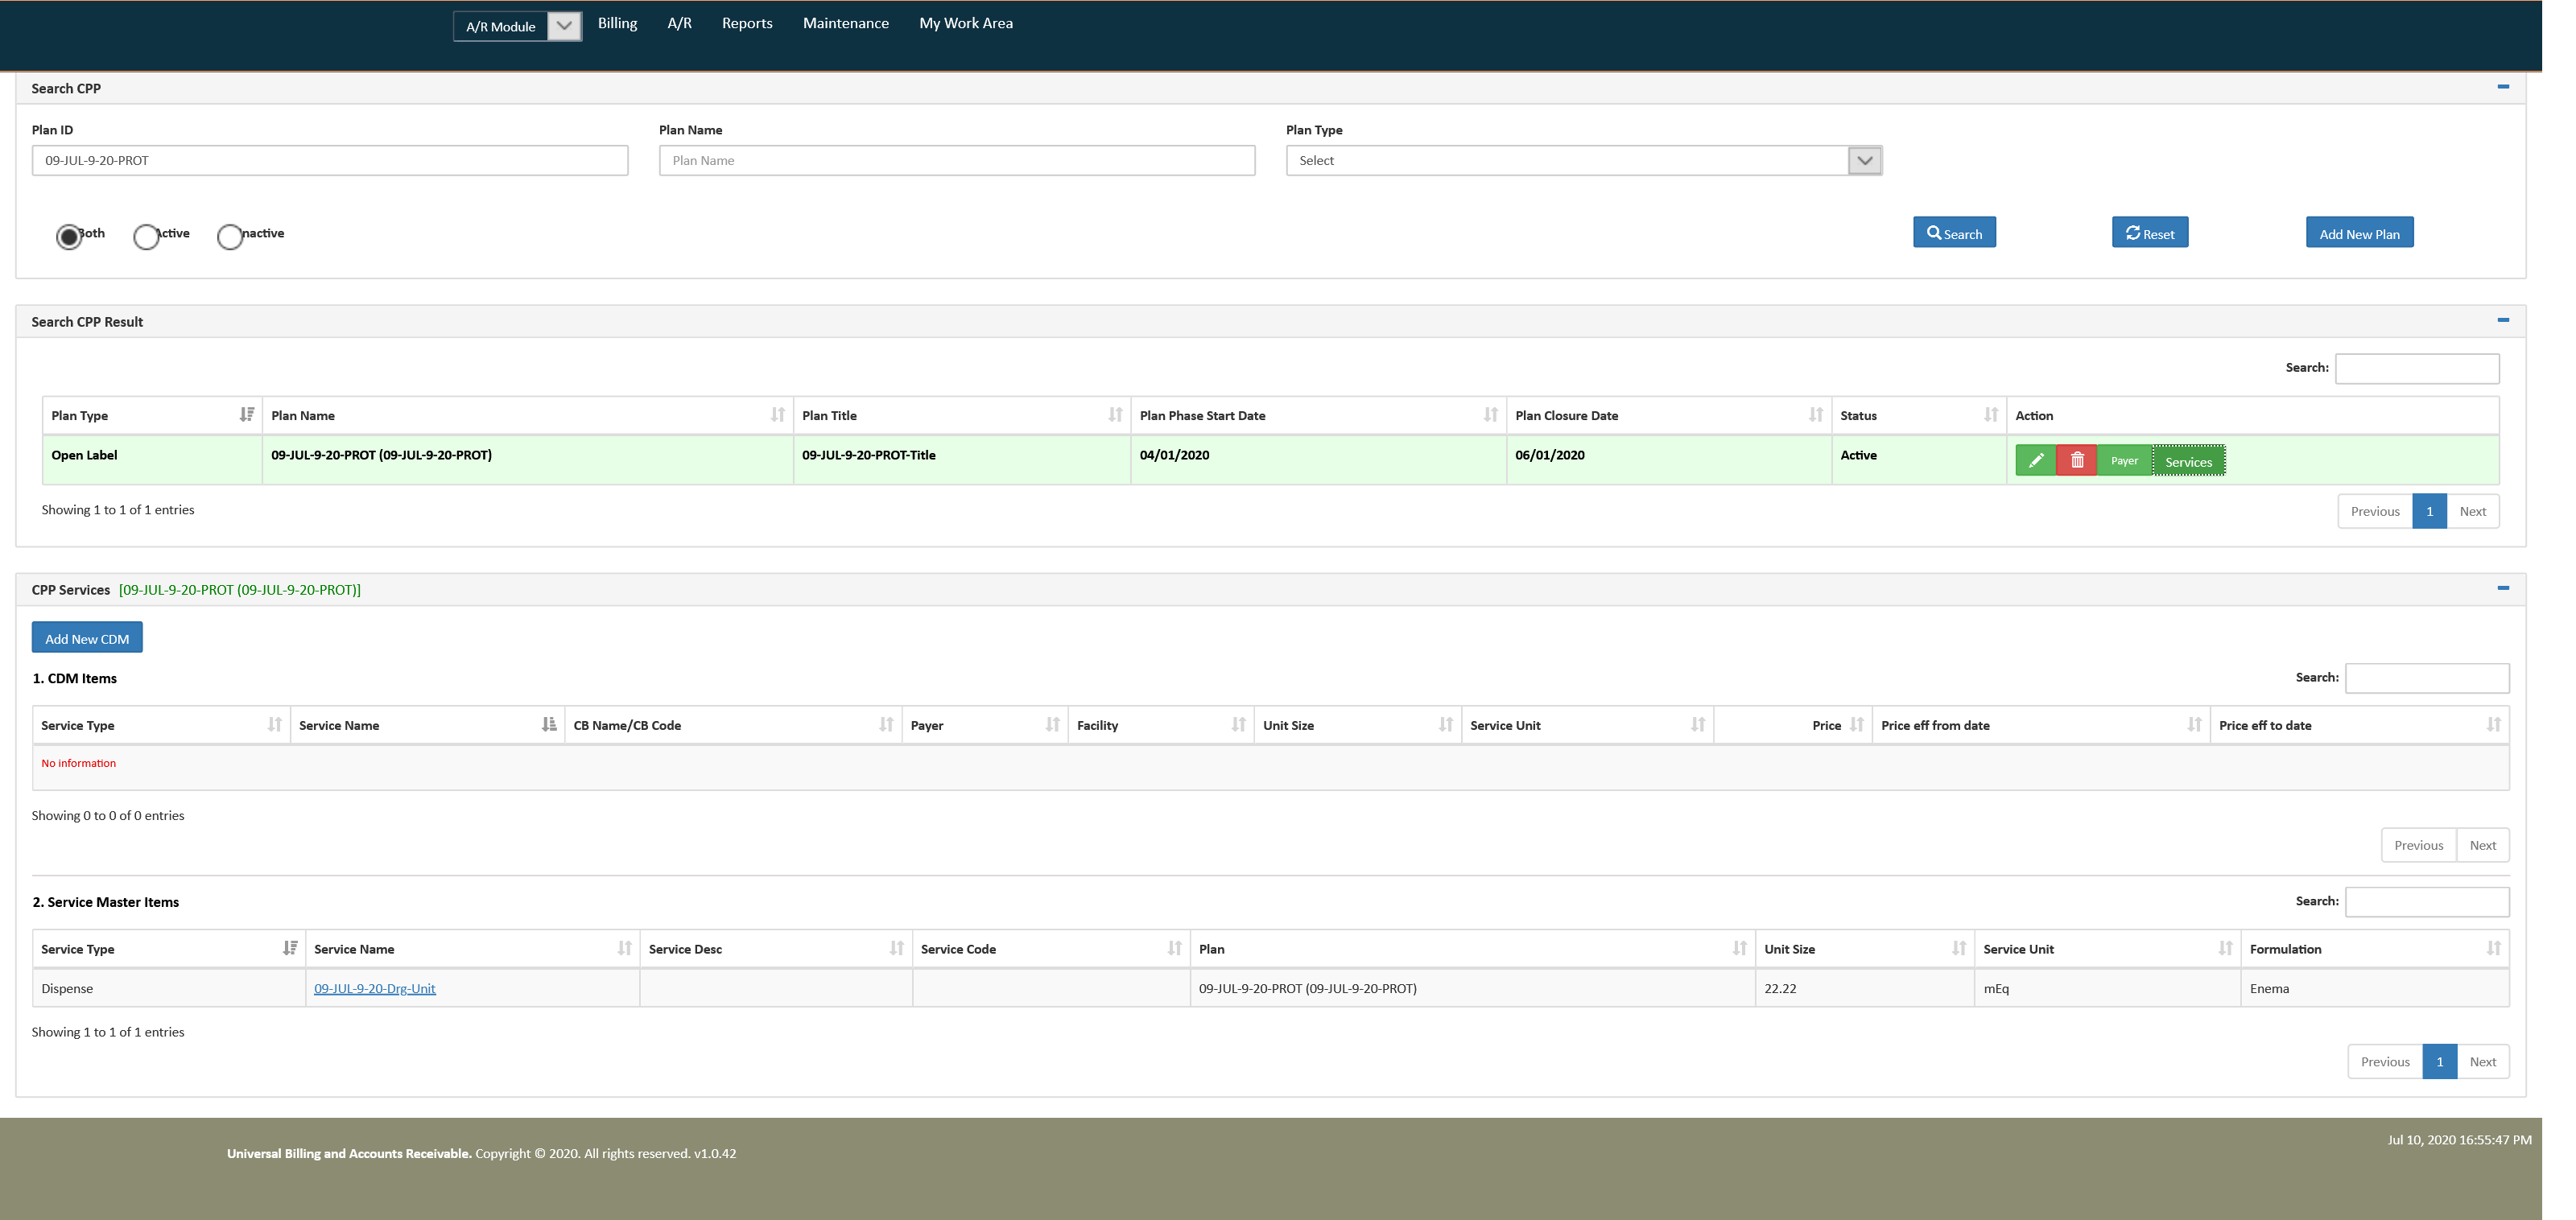 A/R Module Billing A/R Reports Maintenance My Work Area
Search CPP
Plan ID Plan Name Plan Type
09-JUL-9-20-PROT Plan Name Select
Both Active Inactive Search Reset Add New Plan
Search CPP Result
Search:
Plan Type Plan Name Plan Title Plan Phase Start Date Plan Closure Date Status Action
Open Label 09-JUL-9-20-PROT (09-JUL-9-20-PROT) 09-JUL-9-20-PROT-Title 04/01/2020 06/01/2020 Active Payer Services
Showing 1 to 1 of 1 entries Previous 1 Next
CPP Services [09-JUL-9-20-PROT (09-JUL-9-20-PROT)]
Add New CDM
1. CDM Items Search:
Service Type Service Name CB Name/CB Code Payer Facility Unit Size Service Unit Price Price eff from date Price eff to date
No information
Showing 0 to 0 of 0 entries
Previous Next
2. Service Master Items Search:
Service Type Service Name Service Desc Service Code Plan Unit Size Service Unit Formulation
Dispense 09-JUL-9-20-Drg-Unit 09-JUL-9-20-PROT (09-JUL-9-20-PROT) 22.22 mEq Enema
Showing 1 to 1 of 1 entries
Previous 1 Next
Jul 10, 2020 16:55:47 PM
Universal Billing and Accounts Receivable. Copyright © 2020. All rights reserved. v1.0.42